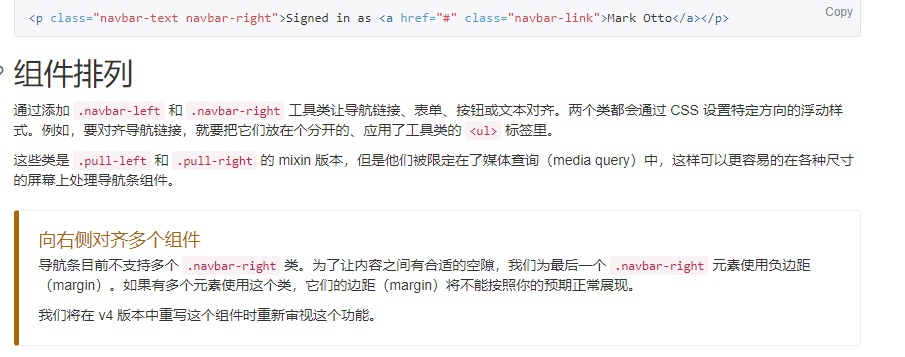 <p class="navbar-text navbar-right">Signed in as <a href="#" class="navbar-link">Mark Otto</a></p>
Copy
组件排列
通过添加 .navbar-left 和 .navbar-right 工具类让导航链接、表单、按钮或文本对齐。两个类都会通过 CSS 设置特定方向的浮动样
式。例如，要对齐导航链接，就要把它们放在个分开的、应用了工具类的 <ul> 标签里。
这些类是 .pull-left 和 .pull-right 的 mixin 版本，但是他们被限定在了媒体查询（media query）中，这样可以更容易的在各种尺寸
的屏幕上处理导航条组件。
向右侧对齐多个组件
导航条目前不支持多个 .navbar-right 类。为了让内容之间有合适的空隙，我们为最后一个 .navbar-right 元素使用负边距
（margin）。如果有多个元素使用这个类，它们的边距（margin）将不能按照你的预期正常展现。
我们将在 v4 版本中重写这个组件时重新审视这个功能。